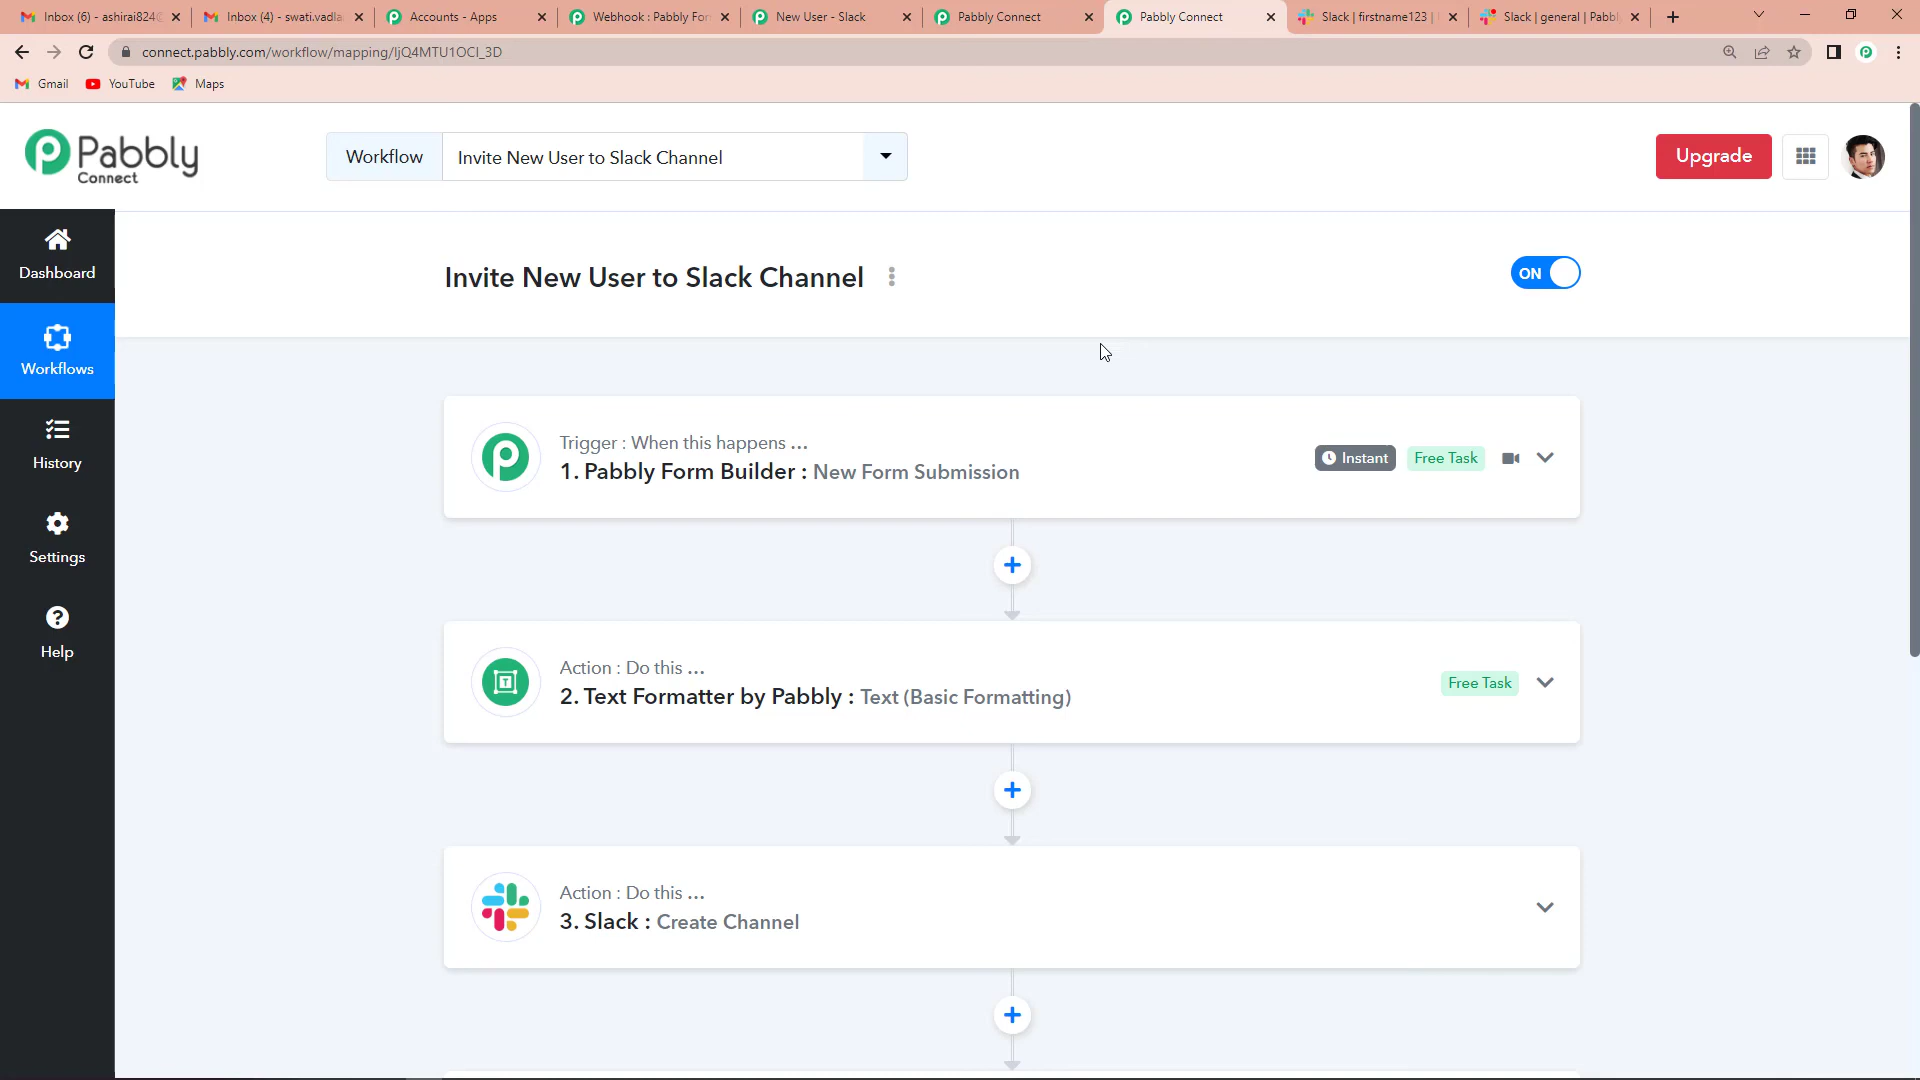 Inbox (6) - ashirai824
Inbox (4) - swati.vadla
Accounts - Apps
Webhook : Pabbly For
New User - Slack
Pabbly Connect
Pabbly Connect
Slack | firstname123 |
Slack | general | Pabbl
connect.pabbly.com/workflow/mapping/IjQ4MTU1OCI_3D
Gmail
YouTube
Maps
Pabbly
Connect
Workflow
Invite New User to Slack Channel
Upgrade
Dashboard
Workflows
History
Settings
Help
Invite New User to Slack Channel
ON
Trigger : When this happens ...
1. Pabbly Form Builder : New Form Submission
Instant
Free Task
Action : Do this ...
2. Text Formatter by Pabbly : Text (Basic Formatting)
Free Task
Action : Do this ...
3. Slack : Create Channel